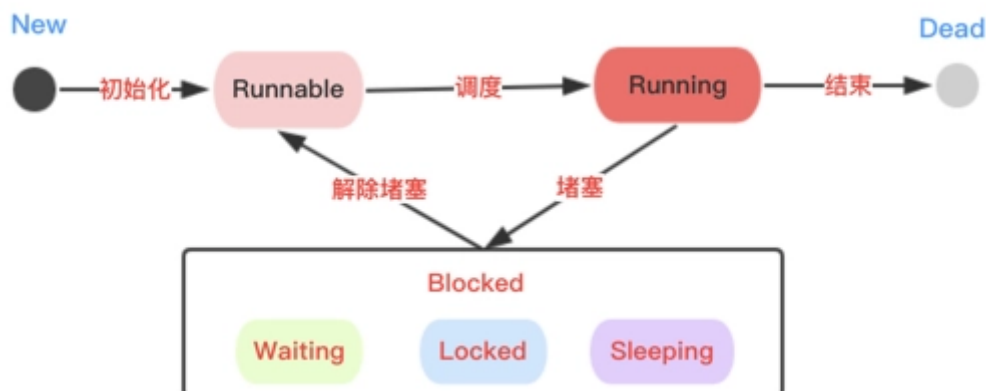 New
Dead
初始化
Runnable
调度
Running
结束
解除堵塞
堵塞
Blocked
Waiting
Locked
Sleeping